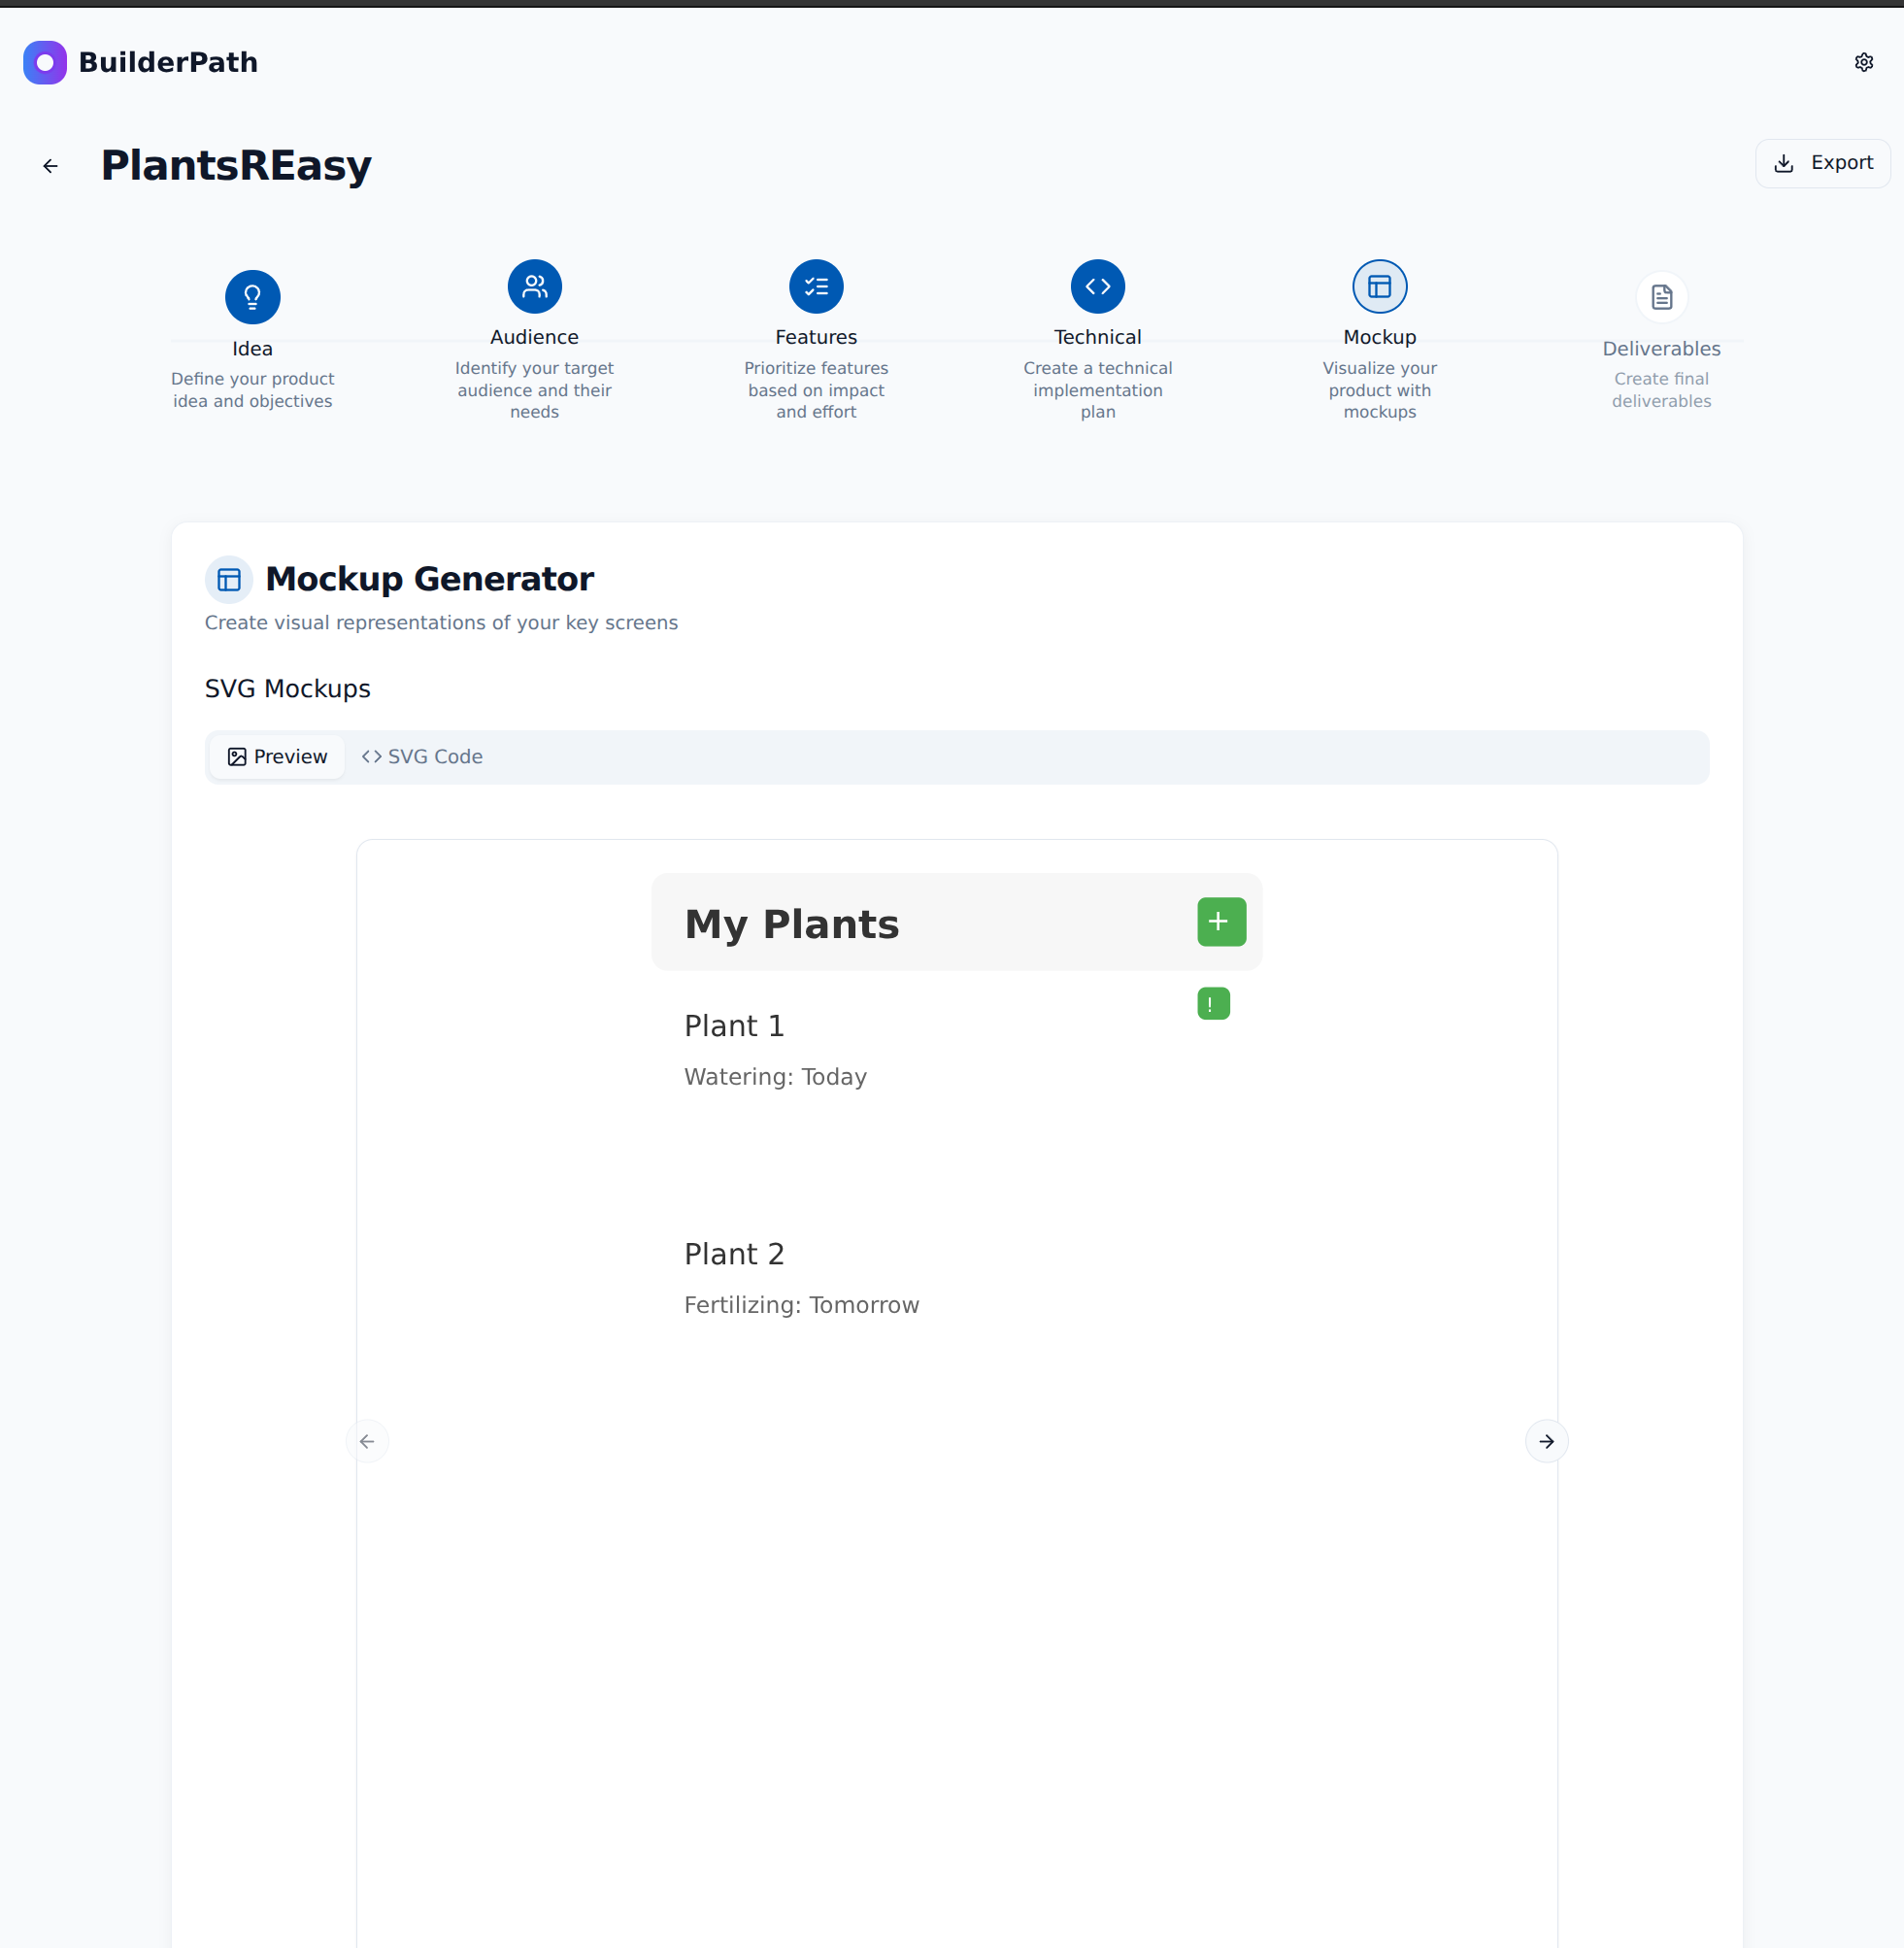 BuilderPath
PlantsREasy
Export
Idea
Define your product
idea and objectives
Audience
Identify your target
audience and their
needs
Features
Prioritize features
based on impact
and effort
Technical
Create a technical
implementation
plan
Mockup
Visualize your
product with
mockups
Deliverables
Create final
deliverables
Mockup Generator
Create visual representations of your key screens
SVG Mockups
Preview
SVG Code
My Plants
+
!
Plant 1
Watering: Today
Plant 2
Fertilizing: Tomorrow